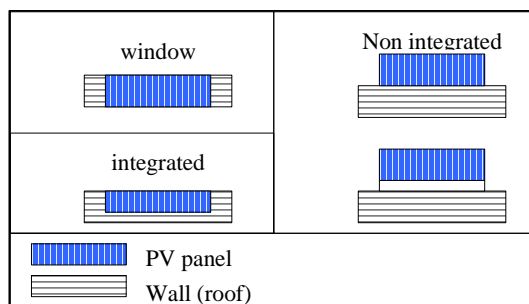 window
Non integrated
integrated
PV panel
Wall (roof)